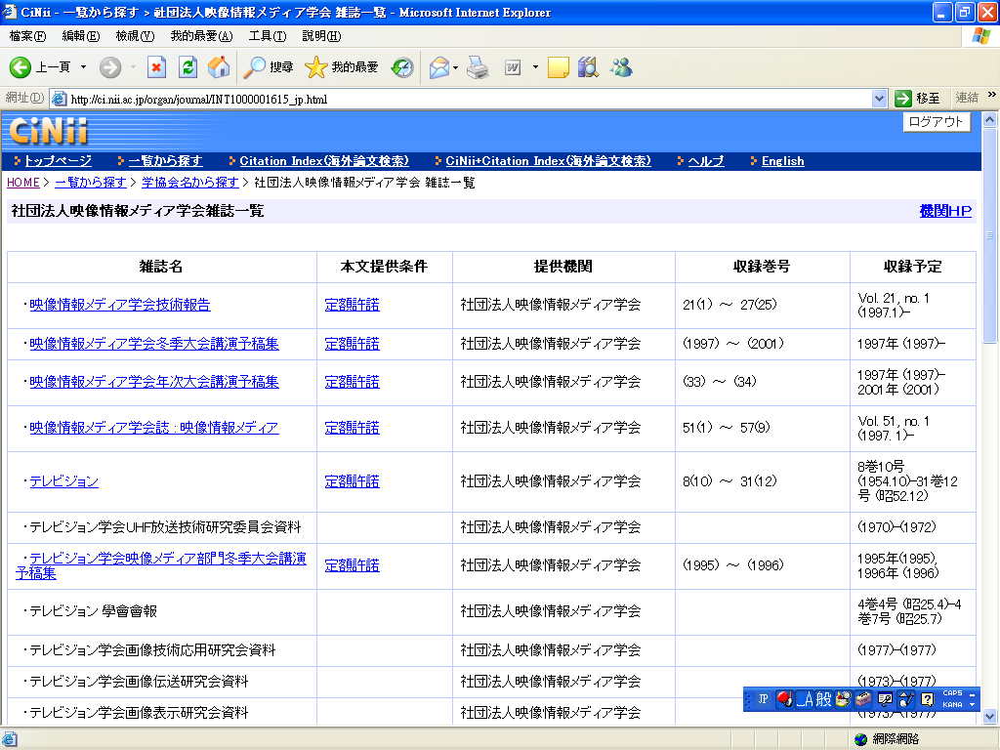 CiNii - 一覧から探す > 社団法人映像情報メディア学会 雑誌一覧 - Microsoft Internet Explorer
檔案(F) 編輯(E) 檢視(V) 我的最愛(A) 工具(T) 說明(H)
上一頁 搜尋 我的最愛
網址(D) http://ci.nii.ac.jp/organ/journal/INT1000001615_jp.html 移至 連結 »
CiNii ログアウト
トップページ 一覧から探す Citation Index(海外論文検索) CiNii+Citation Index(海外論文検索) ヘルプ English
HOME > 一覧から探す > 学協会名から探す > 社団法人映像情報メディア学会 雑誌一覧
社団法人映像情報メディア学会雑誌一覧 機関HP
雑誌名 本文提供条件 提供機関 収録巻号 収録予定
・映像情報メディア学会技術報告 定額許諾 社団法人映像情報メディア学会 21(1) ～ 27(25) Vol. 21, no. 1
(1997.1)-
・映像情報メディア学会冬季大会講演予稿集 定額許諾 社団法人映像情報メディア学会 (1997) ～ (2001) 1997年 (1997)-
・映像情報メディア学会年次大会講演予稿集 定額許諾 社団法人映像情報メディア学会 (33) ～ (34) 1997年 (1997)-
2001年 (2001)
・映像情報メディア学会誌 : 映像情報メディア 定額許諾 社団法人映像情報メディア学会 51(1) ～ 57(9) Vol. 51, no. 1
(1997. 1)-
・テレビジョン 定額許諾 社団法人映像情報メディア学会 8(10) ～ 31(12) 8巻10号
(1954.10)-31巻12
号 (昭52.12)
・テレビジョン学会UHF放送技術研究委員会資料 社団法人映像情報メディア学会 (1970)-(1972)
・テレビジョン学会映像メディア部門冬季大会講演
予稿集 定額許諾 社団法人映像情報メディア学会 (1995) ～ (1996) 1995年(1995),
1996年 (1996)
・テレビジョン 學會會報 社団法人映像情報メディア学会 4巻4号 (昭25.4)-4
巻7号 (昭25.7)
・テレビジョン学会画像技術応用研究会資料 社団法人映像情報メディア学会 (1977)-(1977)
・テレビジョン学会画像伝送研究会資料 社団法人映像情報メディア学会 (1973)-(1977)
・テレビジョン学会画像表示研究会資料 社団法人映像情報メディア学会 (1973)-(1977)
JP _A 般 CAPS
KANA
網際網路